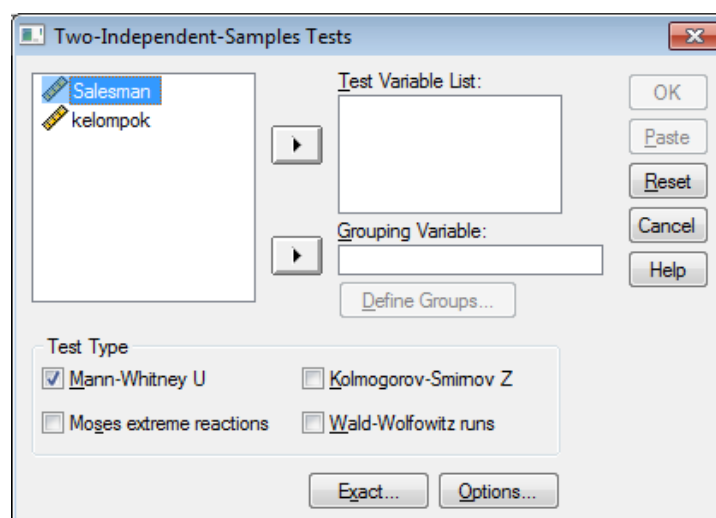 Two-Independent-Samples Tests
Salesman
kelompok
Test Variable List:
Grouping Variable:
Define Groups...
OK
Paste
Reset
Cancel
Help
Test Type
Mann-Whitney U
Kolmogorov-Smirnov Z
Moses extreme reactions
Wald-Wolfowitz runs
Exact...
Options...